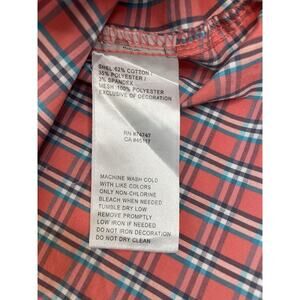 SHELL:62% COTTON /
35% POLYESTER /
3% SPANDEX
MESH :100% POLYESTER
EXCLUSIVE OF DECORATION
RN #74747
CA #45117
MACHINE WASH COLD
WITH LIKE COLORS
ONLY NON-CHLORINE
BLEACH WHEN NEEDED
TUMBLE DRY LOW
REMOVE PROMPTLY
LOW IRON IF NEEDED
DO NOT IRON DECORATION
DO NOT DRY CLEAN